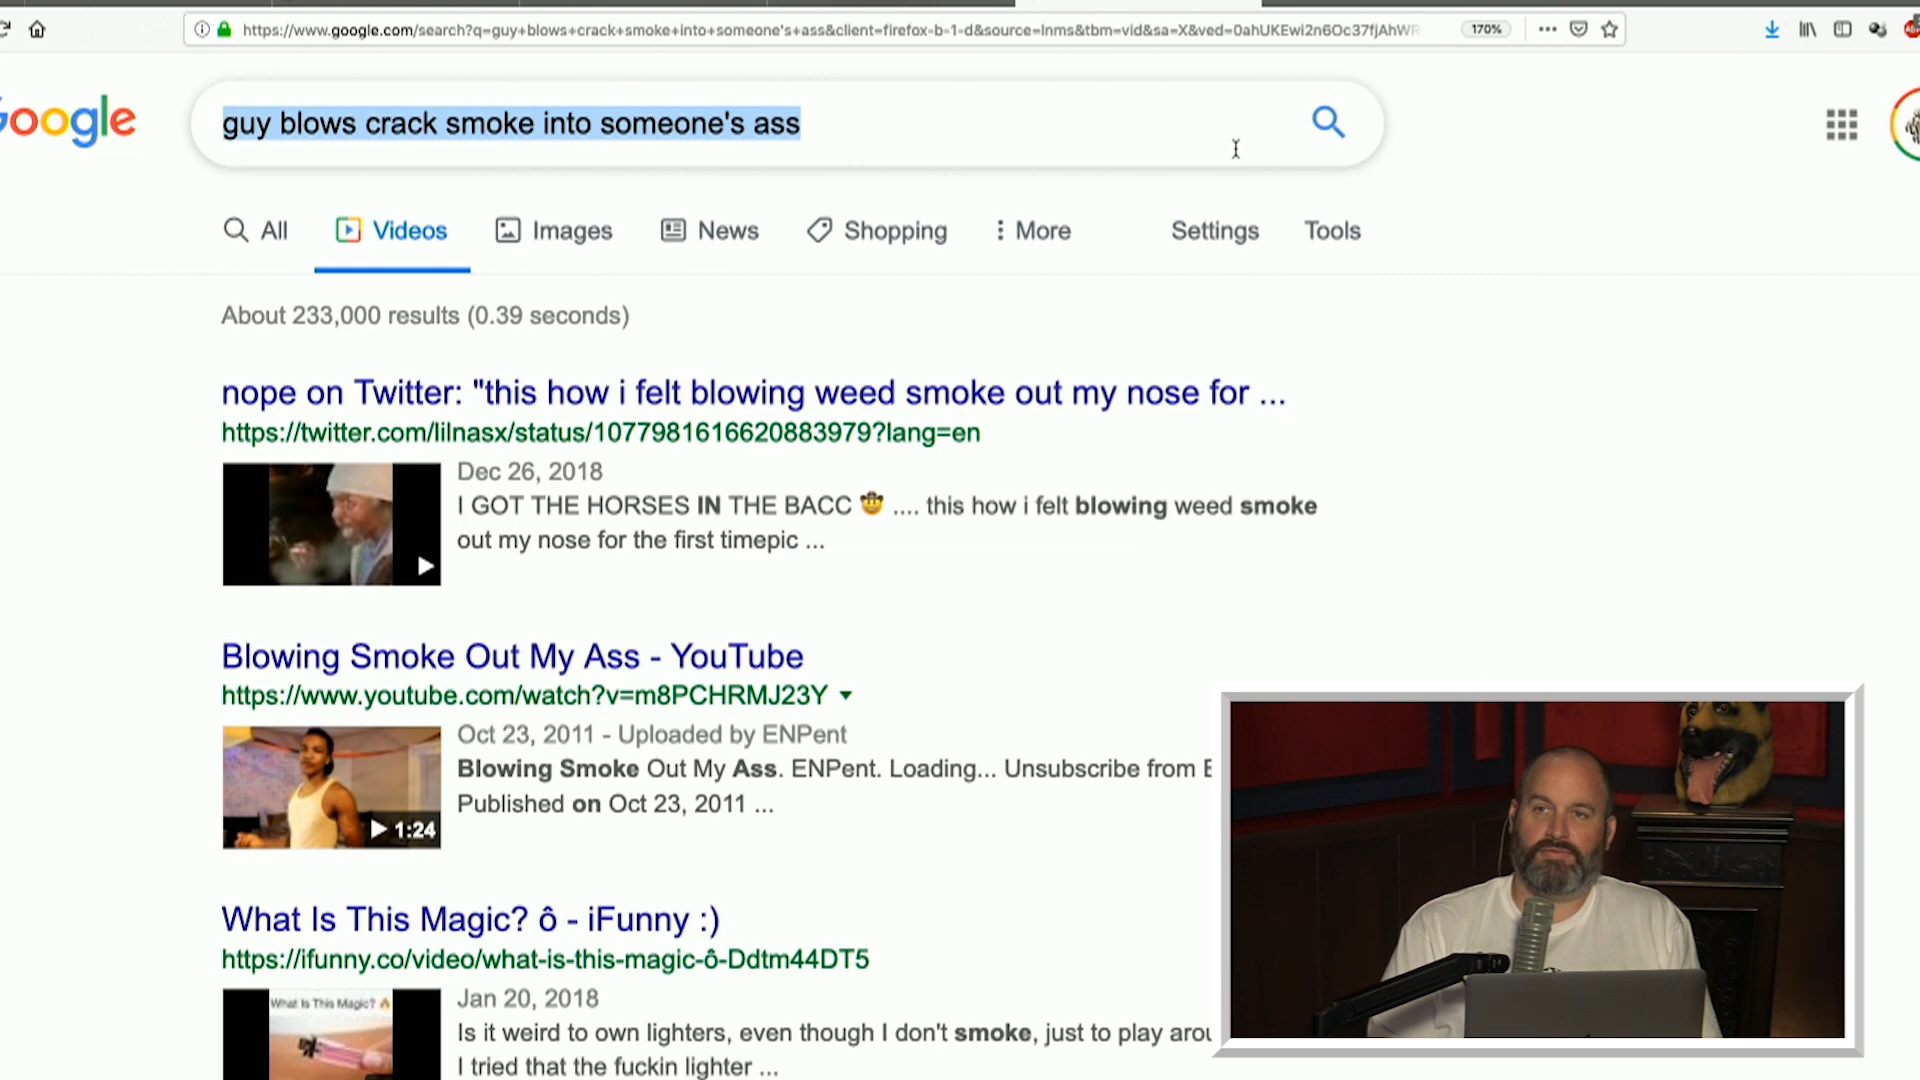 https://www.google.com/search?q=guy+blows+crack+smoke+into+someone's+ass&client=firefox-b-1-d&source=lnms&tbm=vid&sa=X&ved=0ahUKEwi2n6Oc37fjAhWR
170%
Google
guy blows crack smoke into someone's ass
All
Videos
Images
News
Shopping
More
Settings
Tools
About 233,000 results (0.39 seconds)
nope on Twitter: "this how i felt blowing weed smoke out my nose for ...
https://twitter.com/lilnasx/status/1077981616620883979?lang=en
Dec 26, 2018
I GOT THE HORSES IN THE BACC 🤠 .... this how i felt blowing weed smoke
out my nose for the first timepic ...
Blowing Smoke Out My Ass - YouTube
https://www.youtube.com/watch?v=m8PCHRMJ23Y
Oct 23, 2011 - Uploaded by ENPent
Blowing Smoke Out My Ass. ENPent. Loading... Unsubscribe from E
Published on Oct 23, 2011 ...
1:24
What Is This Magic? ô - iFunny :)
https://ifunny.co/video/what-is-this-magic-ô-Ddtm44DT5
What Is This Magic? 🔥
Jan 20, 2018
Is it weird to own lighters, even though I don't smoke, just to play arou
I tried that the fuckin lighter ...